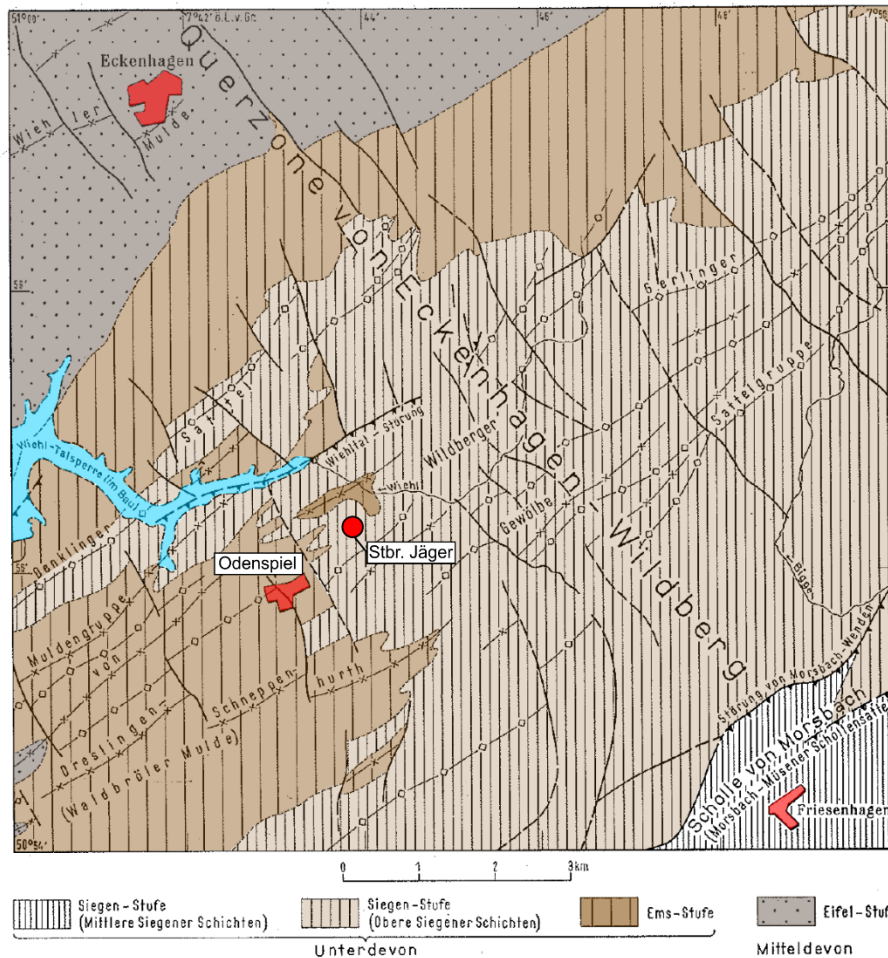 51°00'
7°42' ö.L.v.Gr.
44'
46'
48'
7°50'
Eckenhagen
Wiehler
Mulde
Querzone von Eckenhagen - Wildberg
58'
Gerlinger
Sattelgruppe
Sattel
Wiehltal-Störung
Wildberger
Gewölbe
Wiehl
Wiehl-Talsperre (im Bau)
Stbr. Jäger
Denklinger
56'
Odenspiel
Bigge
Muldengruppe
von
Dreslingen-
Schneppen-
hurth
(Waldbröler Mulde)
Störung von Morsbach-Wenden
Scholle von Morsbach
(Morsbach-Müsener Schollensattel
Friesenhagen
50°54'
0 1 2 3km
Siegen-Stufe
(Mittlere Siegener Schichten)
Siegen-Stufe
(Obere Siegener Schichten)
Ems-Stufe
Eifel-Stuf
Unterdevon
Mitteldevon